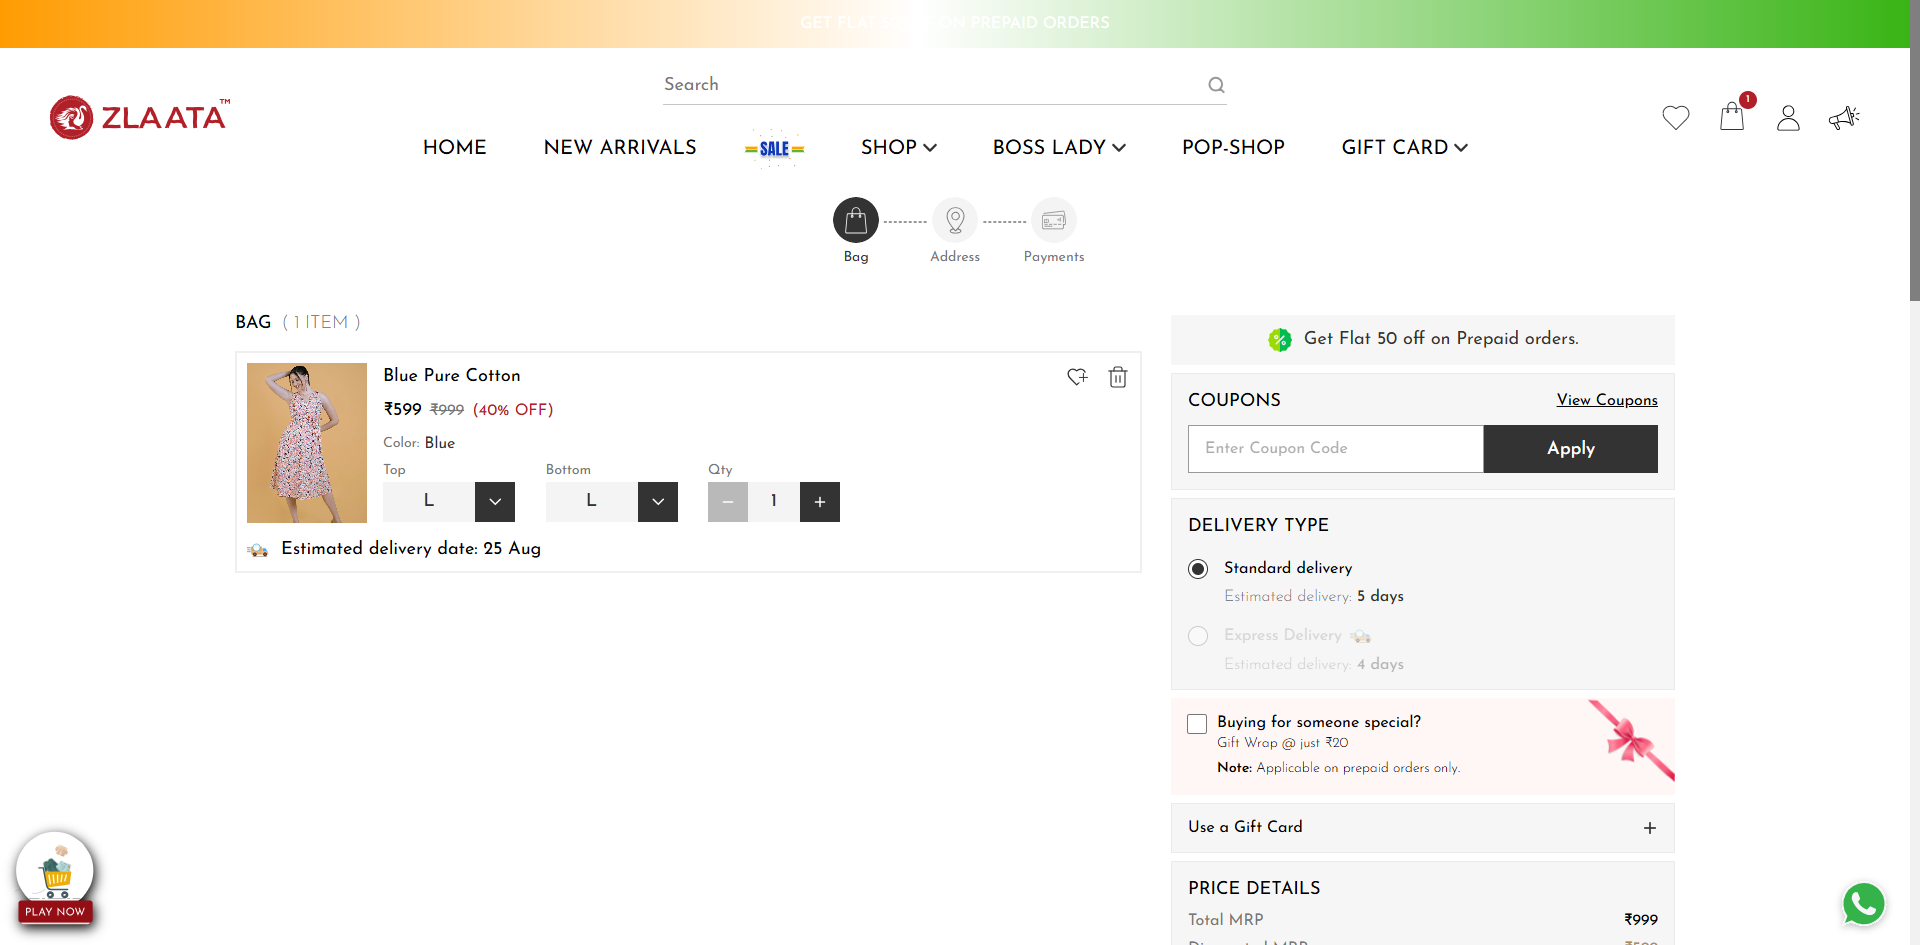 GET FLAT ON PREPAID ORDERS
Search
ZLAATA™
1
HOME
NEW ARRIVALS
SALE
SHOP
BOSS LADY
POP-SHOP
GIFT CARD
Bag
Address
Payments
BAG ( 1 ITEM )
Blue Pure Cotton
₹599 ₹999 (40% OFF)
Color: Blue
Top
Bottom
Qty
L
L
− 1 +
Estimated delivery date: 25 Aug
Get Flat 50 off on Prepaid orders.
COUPONS
View Coupons
Enter Coupon Code
Apply
DELIVERY TYPE
Standard delivery
Estimated delivery: 5 days
Express Delivery
Estimated delivery: 4 days
Buying for someone special?
Gift Wrap @ just ₹20
Note: Applicable on prepaid orders only.
Use a Gift Card +
PRICE DETAILS
Total MRP ₹999
PLAY NOW